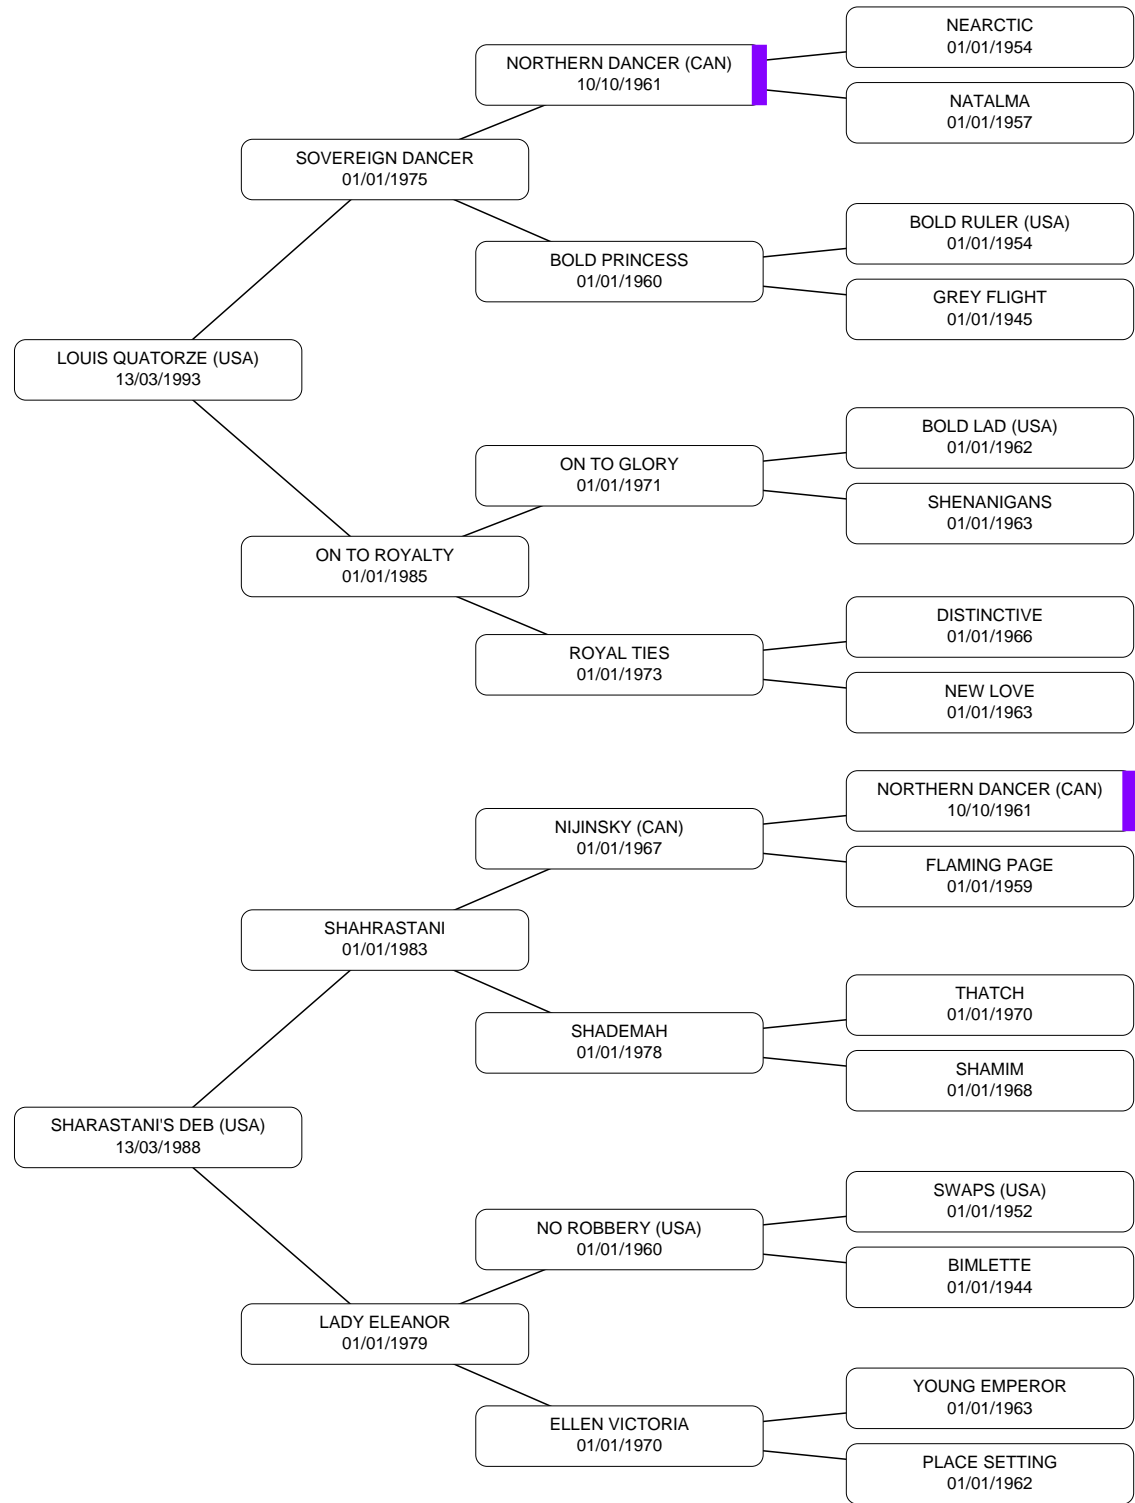 NEARCTIC
01/01/1954
NORTHERN DANCER (CAN)
10/10/1961
NATALMA
01/01/1957
SOVEREIGN DANCER
01/01/1975
BOLD RULER (USA)
01/01/1954
BOLD PRINCESS
01/01/1960
GREY FLIGHT
01/01/1945
LOUIS QUATORZE (USA)
13/03/1993
BOLD LAD (USA)
01/01/1962
ON TO GLORY
01/01/1971
SHENANIGANS
01/01/1963
ON TO ROYALTY
01/01/1985
DISTINCTIVE
01/01/1966
ROYAL TIES
01/01/1973
NEW LOVE
01/01/1963
NORTHERN DANCER (CAN)
10/10/1961
NIJINSKY (CAN)
01/01/1967
FLAMING PAGE
01/01/1959
SHAHRASTANI
01/01/1983
THATCH
01/01/1970
SHADEMAH
01/01/1978
SHAMIM
01/01/1968
SHARASTANI'S DEB (USA)
13/03/1988
SWAPS (USA)
01/01/1952
NO ROBBERY (USA)
01/01/1960
BIMLETTE
01/01/1944
LADY ELEANOR
01/01/1979
YOUNG EMPEROR
01/01/1963
ELLEN VICTORIA
01/01/1970
PLACE SETTING
01/01/1962